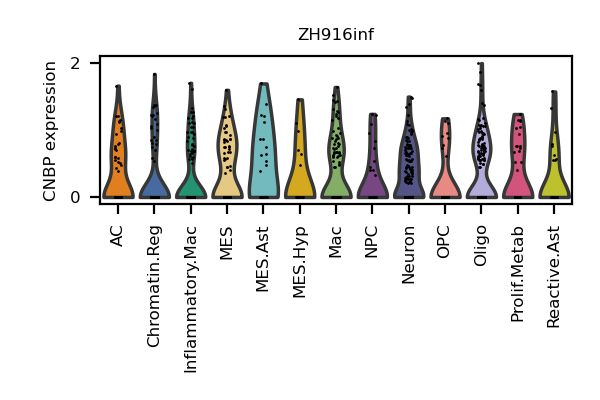 ZH916inf
CNBP expression
2
0
AC
Chromatin.Reg
Inflammatory.Mac
MES
MES.Ast
MES.Hyp
Mac
NPC
Neuron
OPC
Oligo
Prolif.Metab
Reactive.Ast